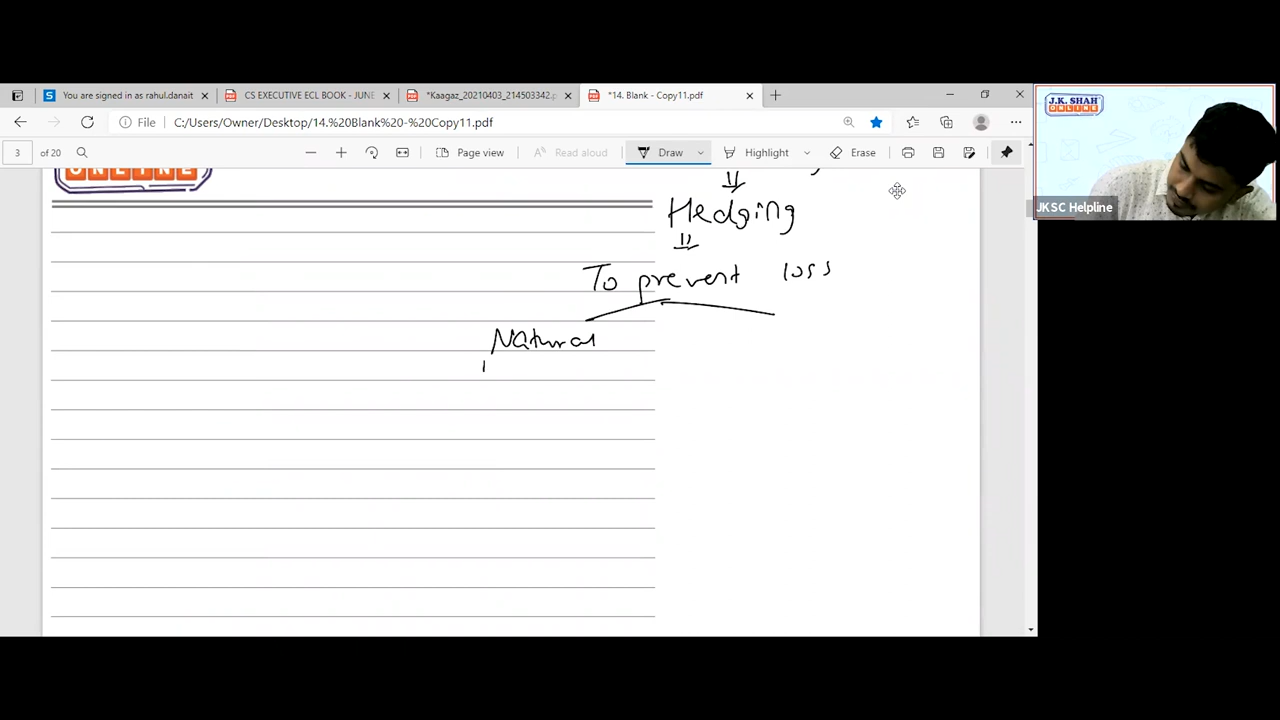 You are signed in as rahul.danait
CS EXECUTIVE ECL BOOK - JUNE
*Kaagaz_20210403_214503342.p
*14. Blank - Copy11.pdf
File C:/Users/Owner/Desktop/14.%20Blank%20-%20Copy11.pdf
3 of 20 Page view Read aloud Draw Highlight Erase
J.K. SHAH
ONLINE
JKSC Helpline
ONLINE
Hedging
To prevent loss
Natural